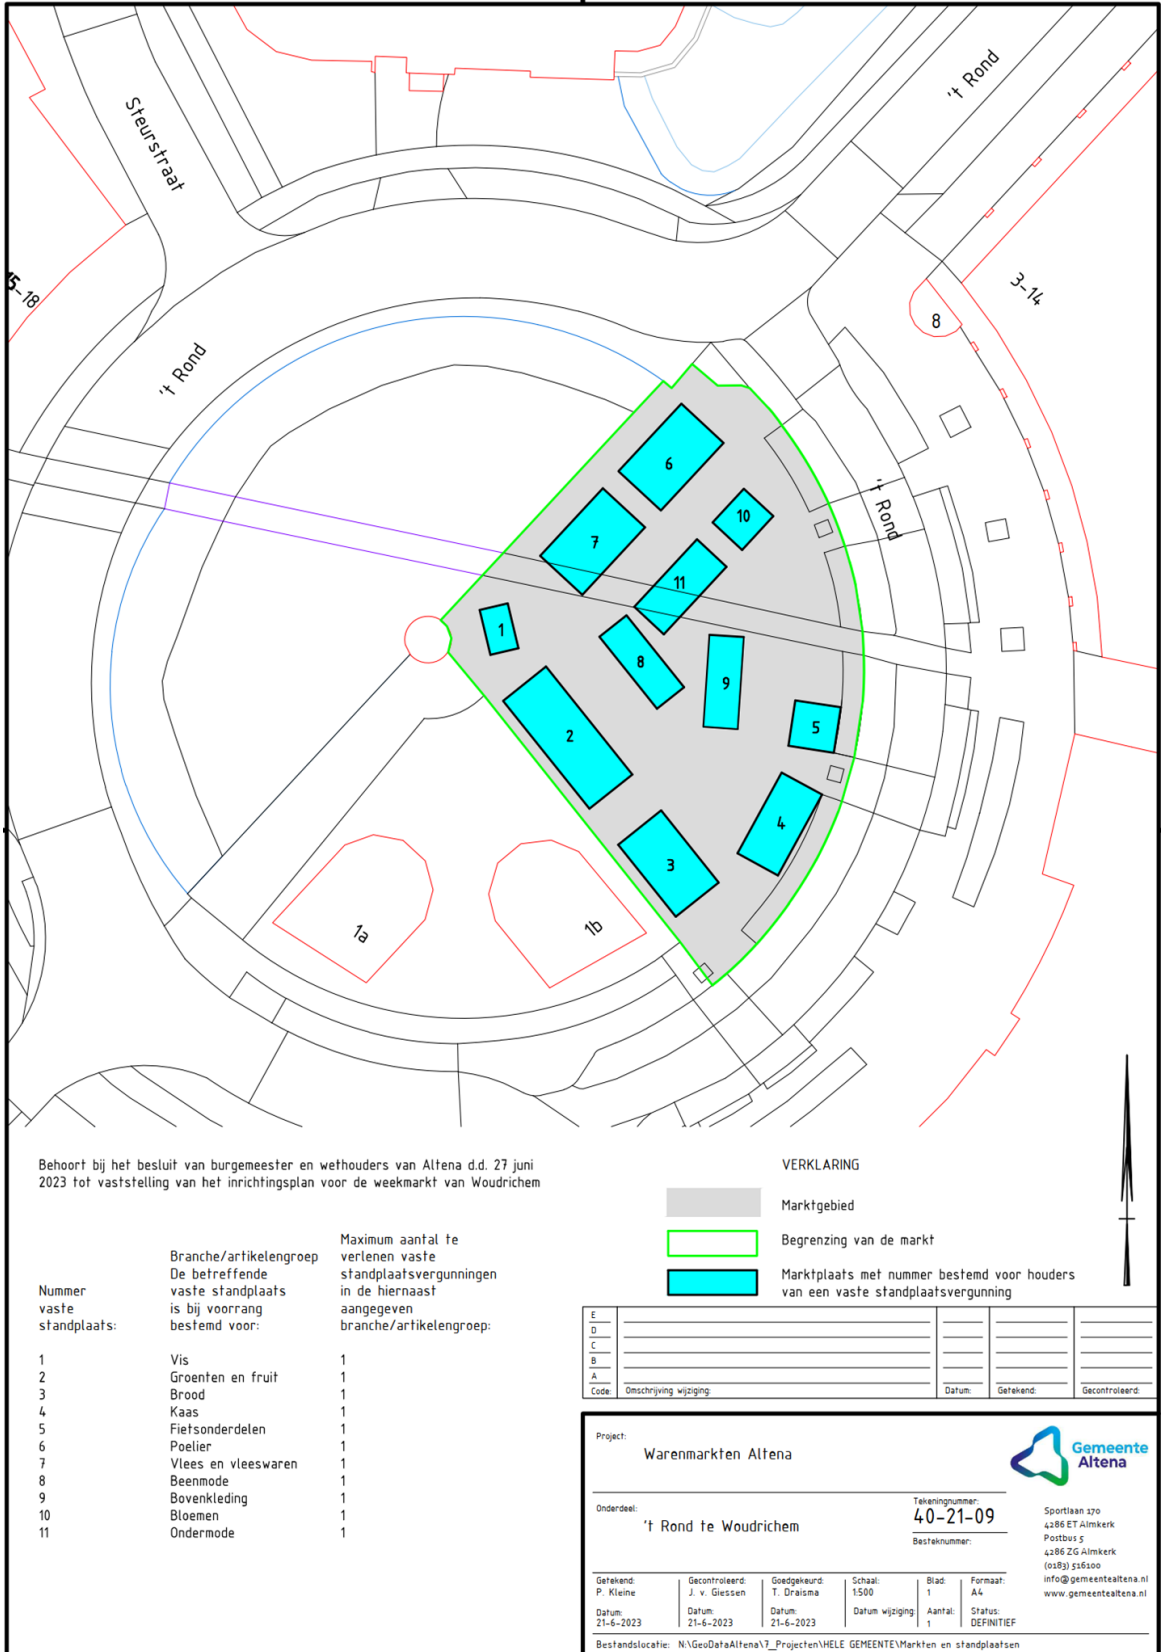 't Rond
Steurstraat
15-18
3-14
8
't Rond
6
10
't Rond
7
11
1
8
9
2
5
4
3
1a
1b
Behoort bij het besluit van burgemeester en wethouders van Altena d.d. 27 juni
2023 tot vaststelling van het inrichtingsplan voor de weekmarkt van Woudrichem
VERKLARING
Marktgebied
Begrenzing van de markt
Marktplaats met nummer bestemd voor houders
van een vaste standplaatsvergunning
Nummer
vaste
standplaats:
Branche/artikelengroep
De betreffende
vaste standplaats
is bij voorrang
bestemd voor:
Maximum aantal te
verlenen vaste
standplaatsvergunningen
in de hiernaast
aangegeven
branche/artikelengroep:
1 Vis 1
2 Groenten en fruit 1
3 Brood 1
4 Kaas 1
5 Fietsonderdelen 1
6 Poelier 1
7 Vlees en vleeswaren 1
8 Beenmode 1
9 Bovenkleding 1
10 Bloemen 1
11 Ondermode 1
E
D
C
B
A
Code: Omschrijving wijziging: Datum: Getekend: Gecontroleerd:
Project:
Warenmarkten Altena
Gemeente
Altena
Onderdeel:
't Rond te Woudrichem
Tekeningnummer:
40-21-09
Besteknummer:
Sportlaan 170
4286 ET Almkerk
Postbus 5
4286 ZG Almkerk
(0183) 516100
info@gemeentealtena.nl
www.gemeentealtena.nl
Getekend: Gecontroleerd: Goedgekeurd: Schaal: Blad: Formaat:
P. Kleine J. v. Giessen T. Draisma 1:500 1 A4
Datum: Datum: Datum: Datum wijziging: Aantal: Status:
21-6-2023 21-6-2023 21-6-2023 1 DEFINITIEF
Bestandslocatie: N:\GeoDataAltena\7_Projecten\HELE GEMEENTE\Markten en standplaatsen